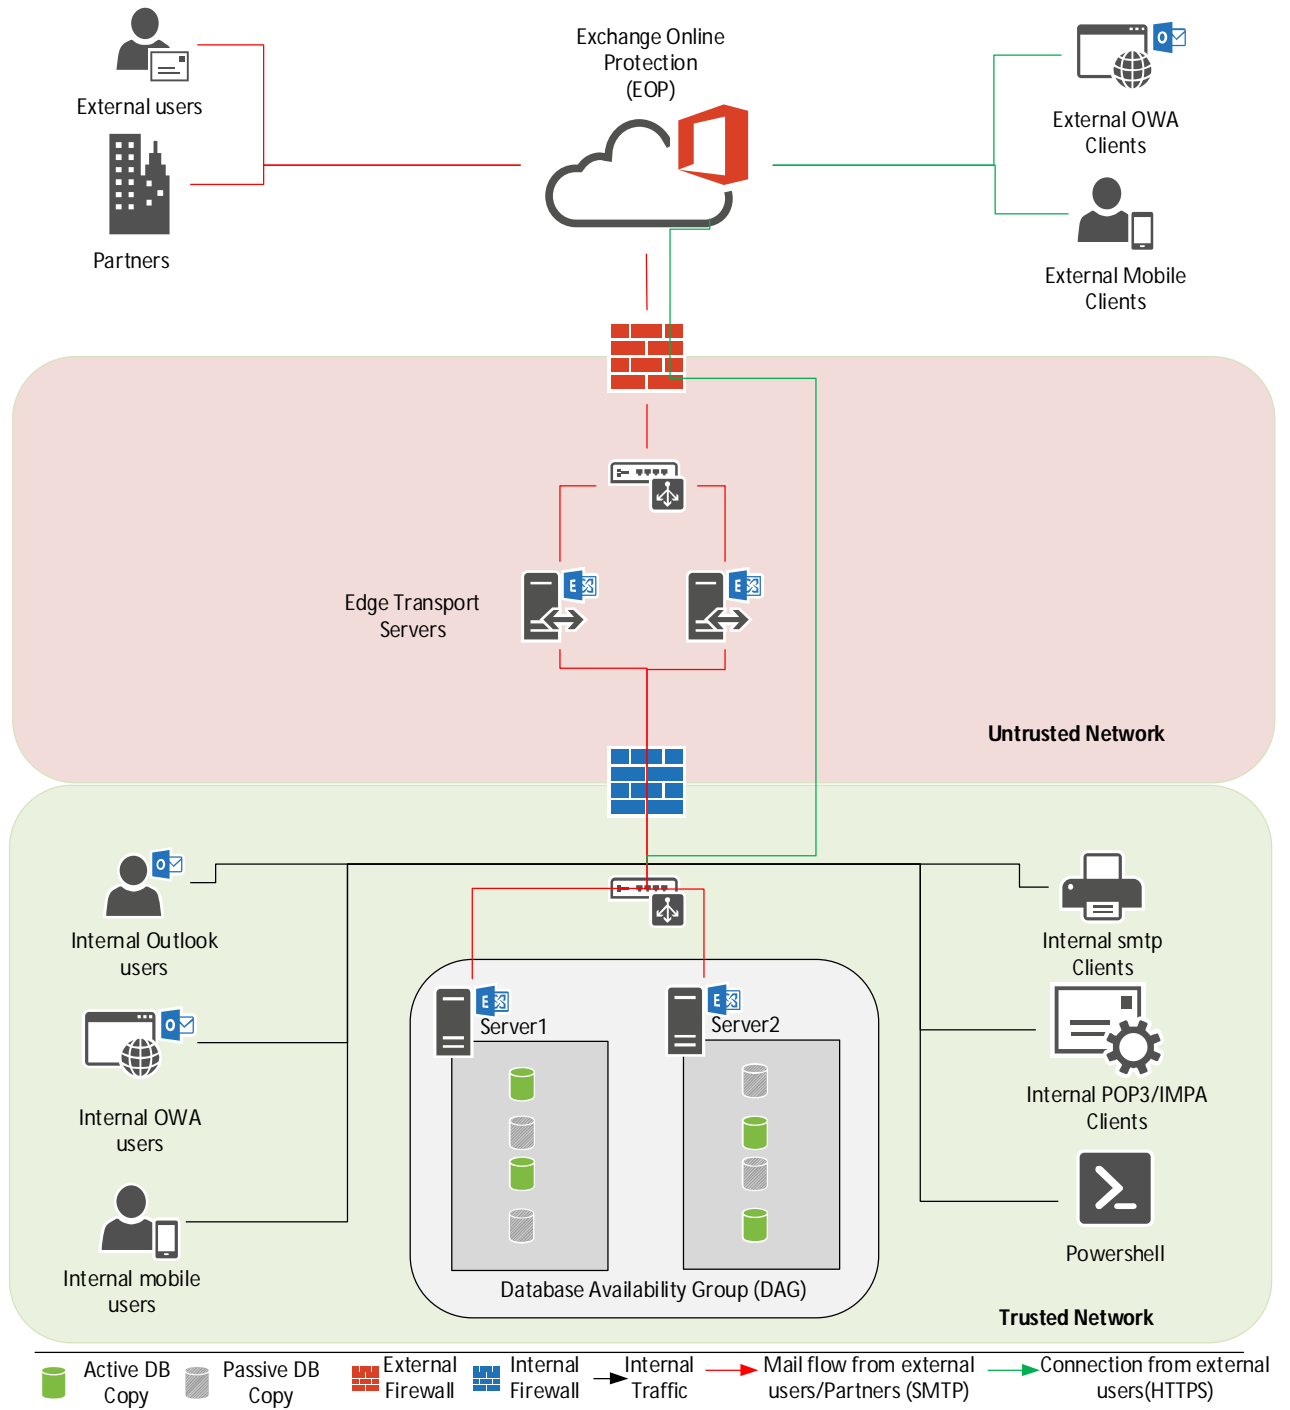 Exchange Online
Protection
(EOP)
External users
Partners
External OWA
Clients
External Mobile
Clients
Edge Transport
Servers
E
E
Untrusted Network
Internal Outlook
users
Internal OWA
users
Internal mobile
users
Internal smtp
Clients
Internal POP3/IMPA
Clients
Powershell
E
Server1
E
Server2
Database Availability Group (DAG)
Trusted Network
Active DB
Copy
Passive DB
Copy
External
Firewall
Internal
Firewall
Internal
Traffic
Mail flow from external
users/Partners (SMTP)
Connection from external
users(HTTPS)